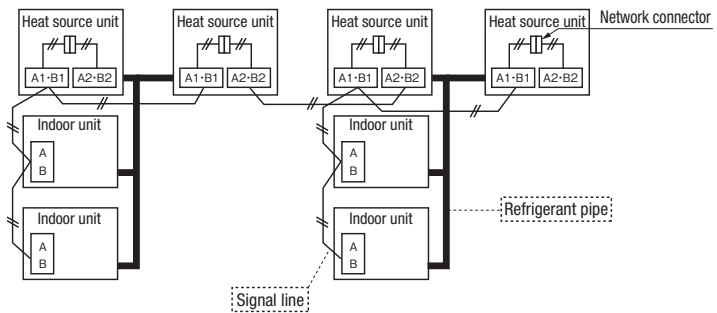 Heat source unit Heat source unit Heat source unit Heat source unit Network connector
A1·B1 A2·B2 A1·B1 A2·B2 A1·B1 A2·B2 A1·B1 A2·B2
Indoor unit Indoor unit
A A
B B
Indoor unit Indoor unit Refrigerant pipe
A A
B B
Signal line